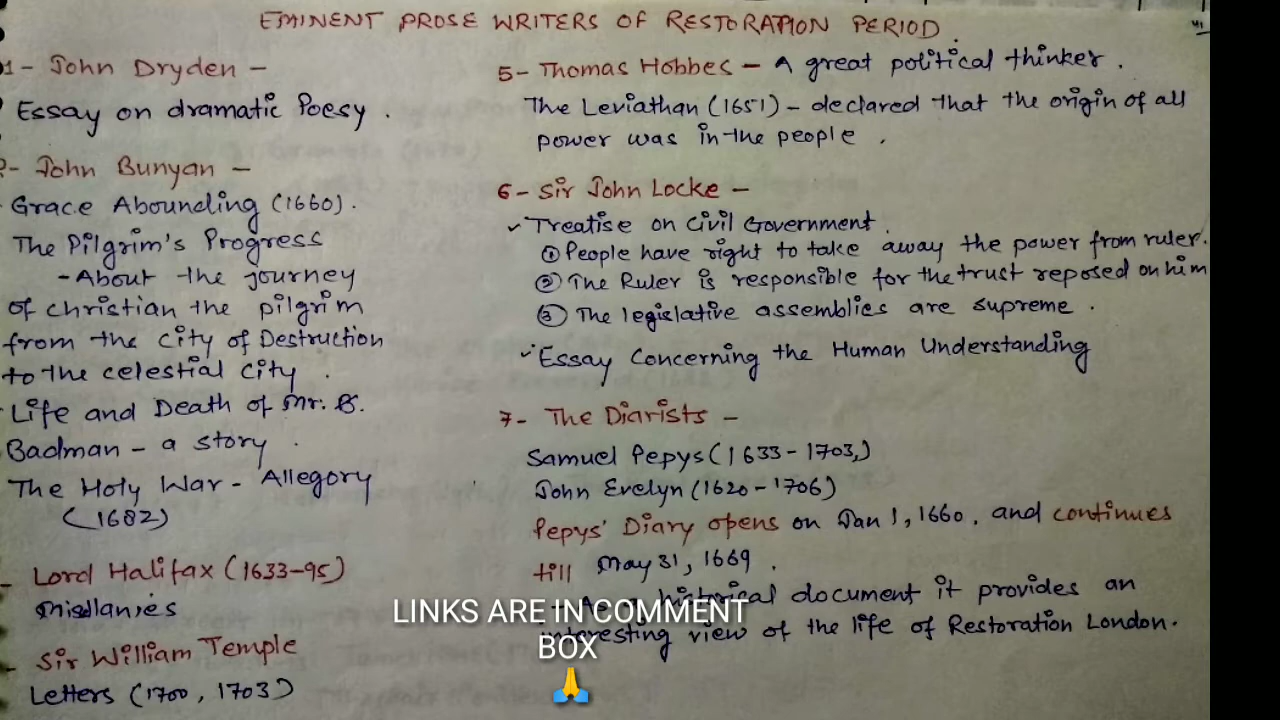 EMINENT PROSE WRITERS OF RESTORATION PERIOD.
1- John Dryden -
Essay on dramatic Poesy.
2- John Bunyan -
Grace Abounding (1660).
The Pilgrim's Progress
- About the journey
of christian the pilgrim
from the City of Destruction
to the celestial city.
Life and Death of Mr. B.
Badman - a story.
The Holy War - Allegory
(1682)
- Lord Halifax (1633-95)
- Sir William Temple
Letters (1700, 1703)
5- Thomas Hobbes - A great political thinker.
The Leviathan (1651) - declared that the origin of all
power was in the people.
6- Sir John Locke -
✓ Treatise on Civil Government.
① People have right to take away the power from ruler.
② The Ruler is responsible for the trust reposed on him
③ The legislative assemblies are supreme.
✓ Essay Concerning the Human Understanding
7- The Diarists -
Samuel Pepys (1633-1703,)
John Evelyn (1620-1706)
Pepys' Diary opens on Jan 1, 1660, and continues
till May 31, 1669.
historical document it provides an
interesting view of the life of Restoration London.
LINKS ARE IN COMMENT
BOX